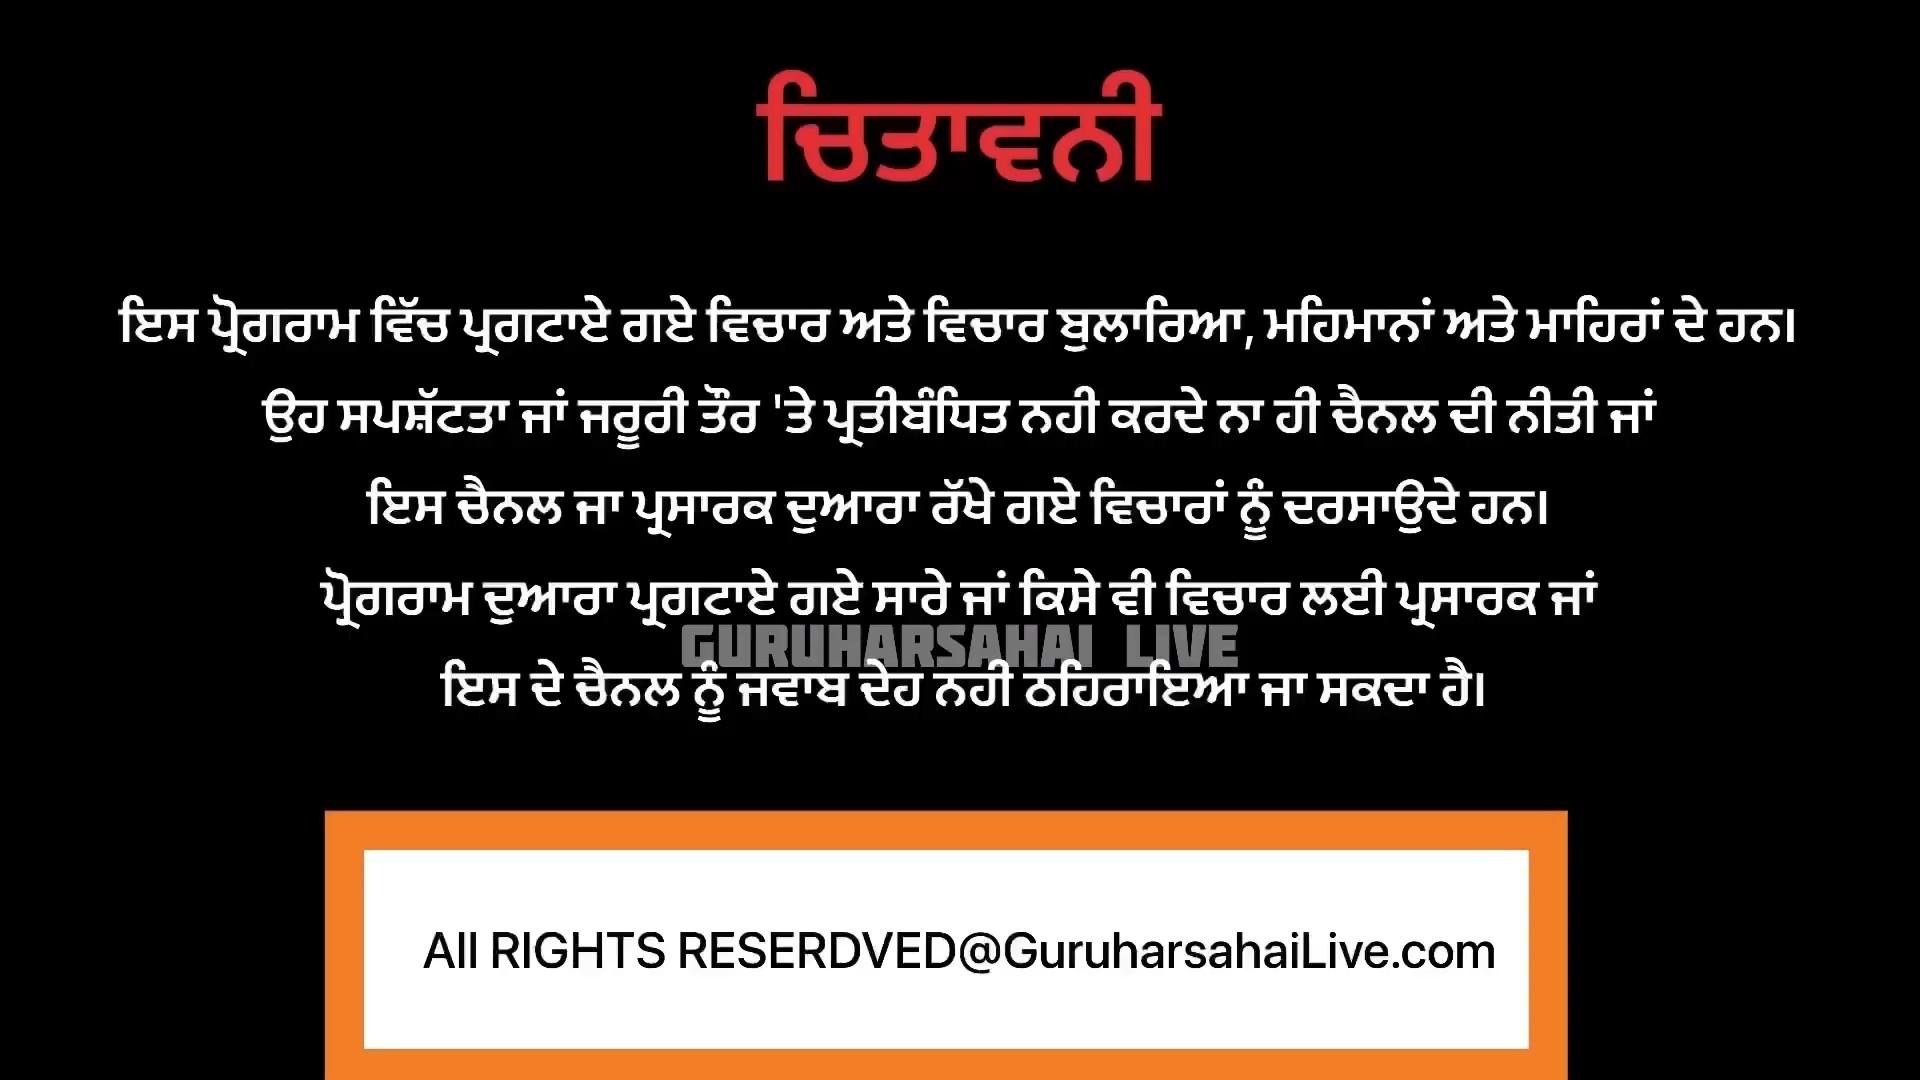 ਚਿਤਾਵਨੀ
ਇਸ ਪ੍ਰੋਗਰਾਮ ਵਿੱਚ ਪ੍ਰਗਟਾਏ ਗਏ ਵਿਚਾਰ ਅਤੇ ਵਿਚਾਰ ਬੁਲਾਰਿਆ, ਮਹਿਮਾਨਾਂ ਅਤੇ ਮਾਹਿਰਾਂ ਦੇ ਹਨ।
ਉਹ ਸਪਸ਼ੱਟਤਾ ਜਾਂ ਜਰੂਰੀ ਤੌਰ 'ਤੇ ਪ੍ਰਤੀਬੰਧਿਤ ਨਹੀ ਕਰਦੇ ਨਾ ਹੀ ਚੈਨਲ ਦੀ ਨੀਤੀ ਜਾਂ
ਇਸ ਚੈਨਲ ਜਾ ਪ੍ਰਸਾਰਕ ਦੁਆਰਾ ਰੱਖੇ ਗਏ ਵਿਚਾਰਾਂ ਨੂੰ ਦਰਸਾਉਦੇ ਹਨ।
ਪ੍ਰੋਗਰਾਮ ਦੁਆਰਾ ਪ੍ਰਗਟਾਏ ਗਏ ਸਾਰੇ ਜਾਂ ਕਿਸੇ ਵੀ ਵਿਚਾਰ ਲਈ ਪ੍ਰਸਾਰਕ ਜਾਂ
GURUHARSAHAI LIVE
ਇਸ ਦੇ ਚੈਨਲ ਨੂੰ ਜਵਾਬ ਦੇਹ ਨਹੀ ਠਹਿਰਾਇਆ ਜਾ ਸਕਦਾ ਹੈ।
All RIGHTS RESERDVED@GuruharsahaiLive.com